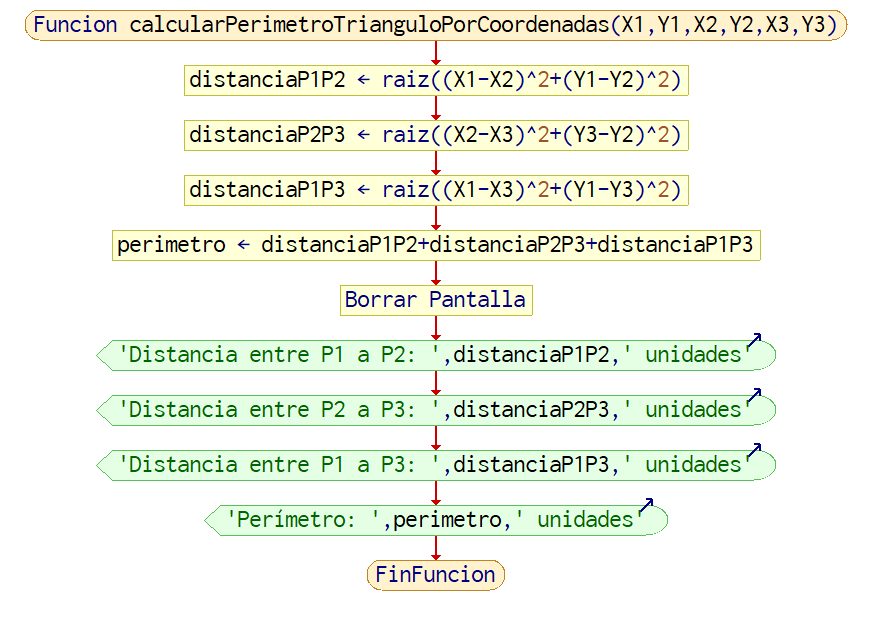 Funcion calcularPerimetroTrianguloPorCoordenadas(X1,Y1,X2,Y2,X3,Y3)
distanciaP1P2 ← raiz((X1-X2)^2+(Y1-Y2)^2)
distanciaP2P3 ← raiz((X2-X3)^2+(Y3-Y2)^2)
distanciaP1P3 ← raiz((X1-X3)^2+(Y1-Y3)^2)
perimetro ← distanciaP1P2+distanciaP2P3+distanciaP1P3
Borrar Pantalla
'Distancia entre P1 a P2: ',distanciaP1P2,' unidades'
'Distancia entre P2 a P3: ',distanciaP2P3,' unidades'
'Distancia entre P1 a P3: ',distanciaP1P3,' unidades'
'Perímetro: ',perimetro,' unidades'
FinFuncion